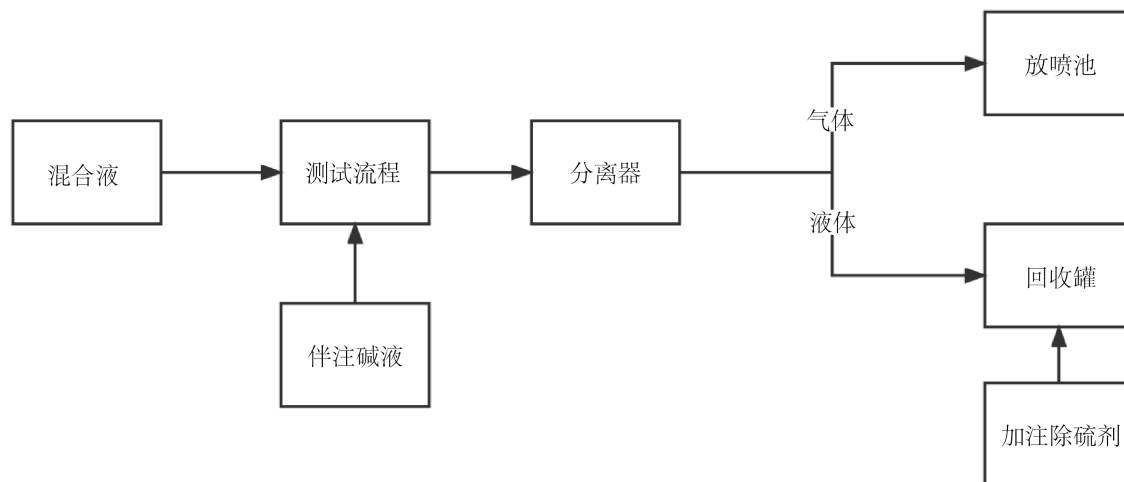 放喷池
气体
混合液
测试流程
分离器
液体
回收罐
伴注碱液
加注除硫剂